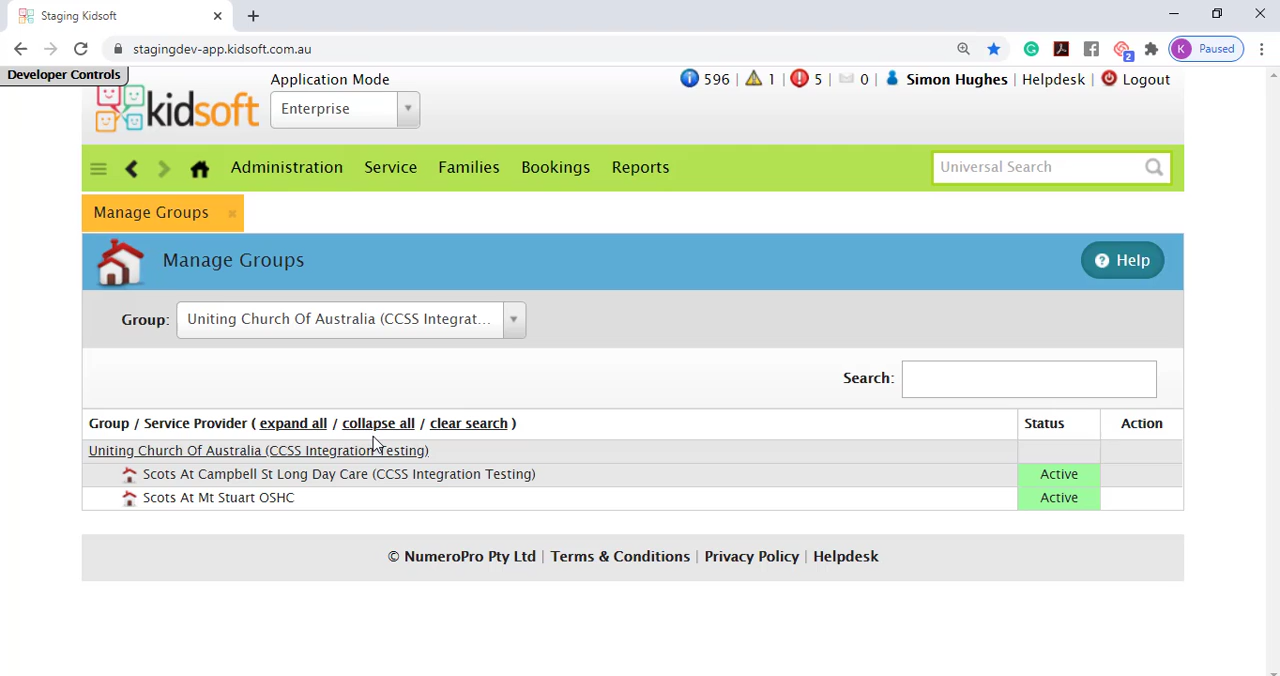 Staging Kidsoft
stagingdev-app.kidsoft.com.au
2
K Paused
Developer Controls
Application Mode
596 | 1 | 5 | 0 | Simon Hughes | Helpdesk | Logout
kidsoft
Enterprise
Administration Service Families Bookings Reports
Universal Search
Manage Groups
Manage Groups
? Help
Group: Uniting Church Of Australia (CCSS Integrat...
Search:
Group / Service Provider ( expand all / collapse all / clear search ) Status Action
Uniting Church Of Australia (CCSS Integration Testing)
Scots At Campbell St Long Day Care (CCSS Integration Testing) Active
Scots At Mt Stuart OSHC Active
© NumeroPro Pty Ltd | Terms & Conditions | Privacy Policy | Helpdesk